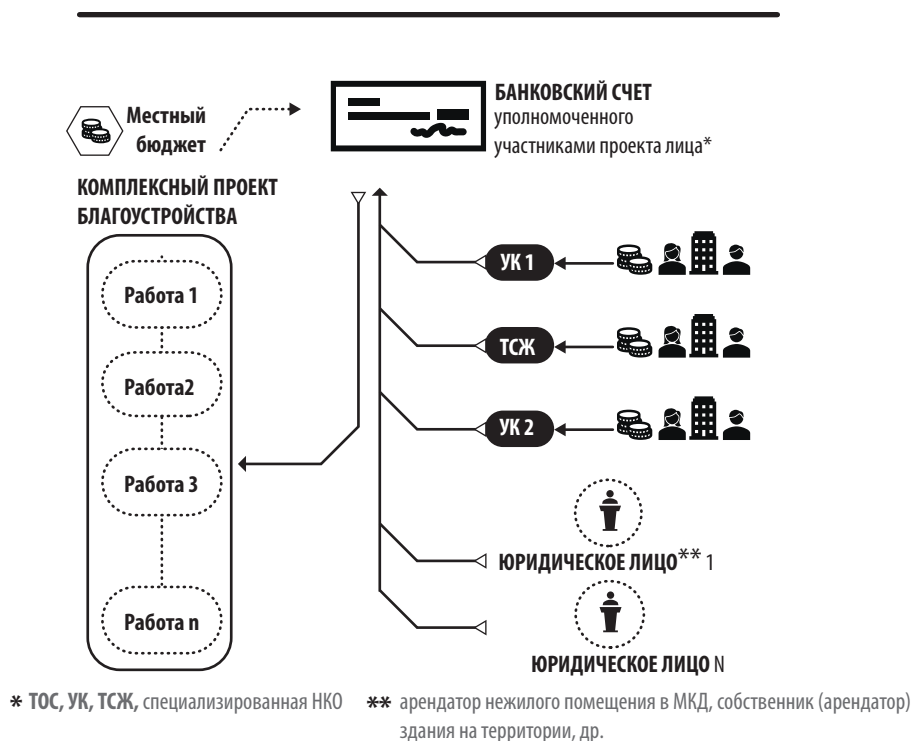 Местный
бюджет
БАНКОВСКИЙ СЧЕТ
уполномоченного
участниками проекта лица*
КОМПЛЕКСНЫЙ ПРОЕКТ
БЛАГОУСТРОЙСТВА
Работа 1
Работа2
Работа 3
Работа n
УК 1
ТСЖ
УК 2
ЮРИДИЧЕСКОЕ ЛИЦО** 1
ЮРИДИЧЕСКОЕ ЛИЦО N
* ТОС, УК, ТСЖ, специализированная НКО
** арендатор нежилого помещения в МКД, собственник (арендатор)
здания на территории, др.